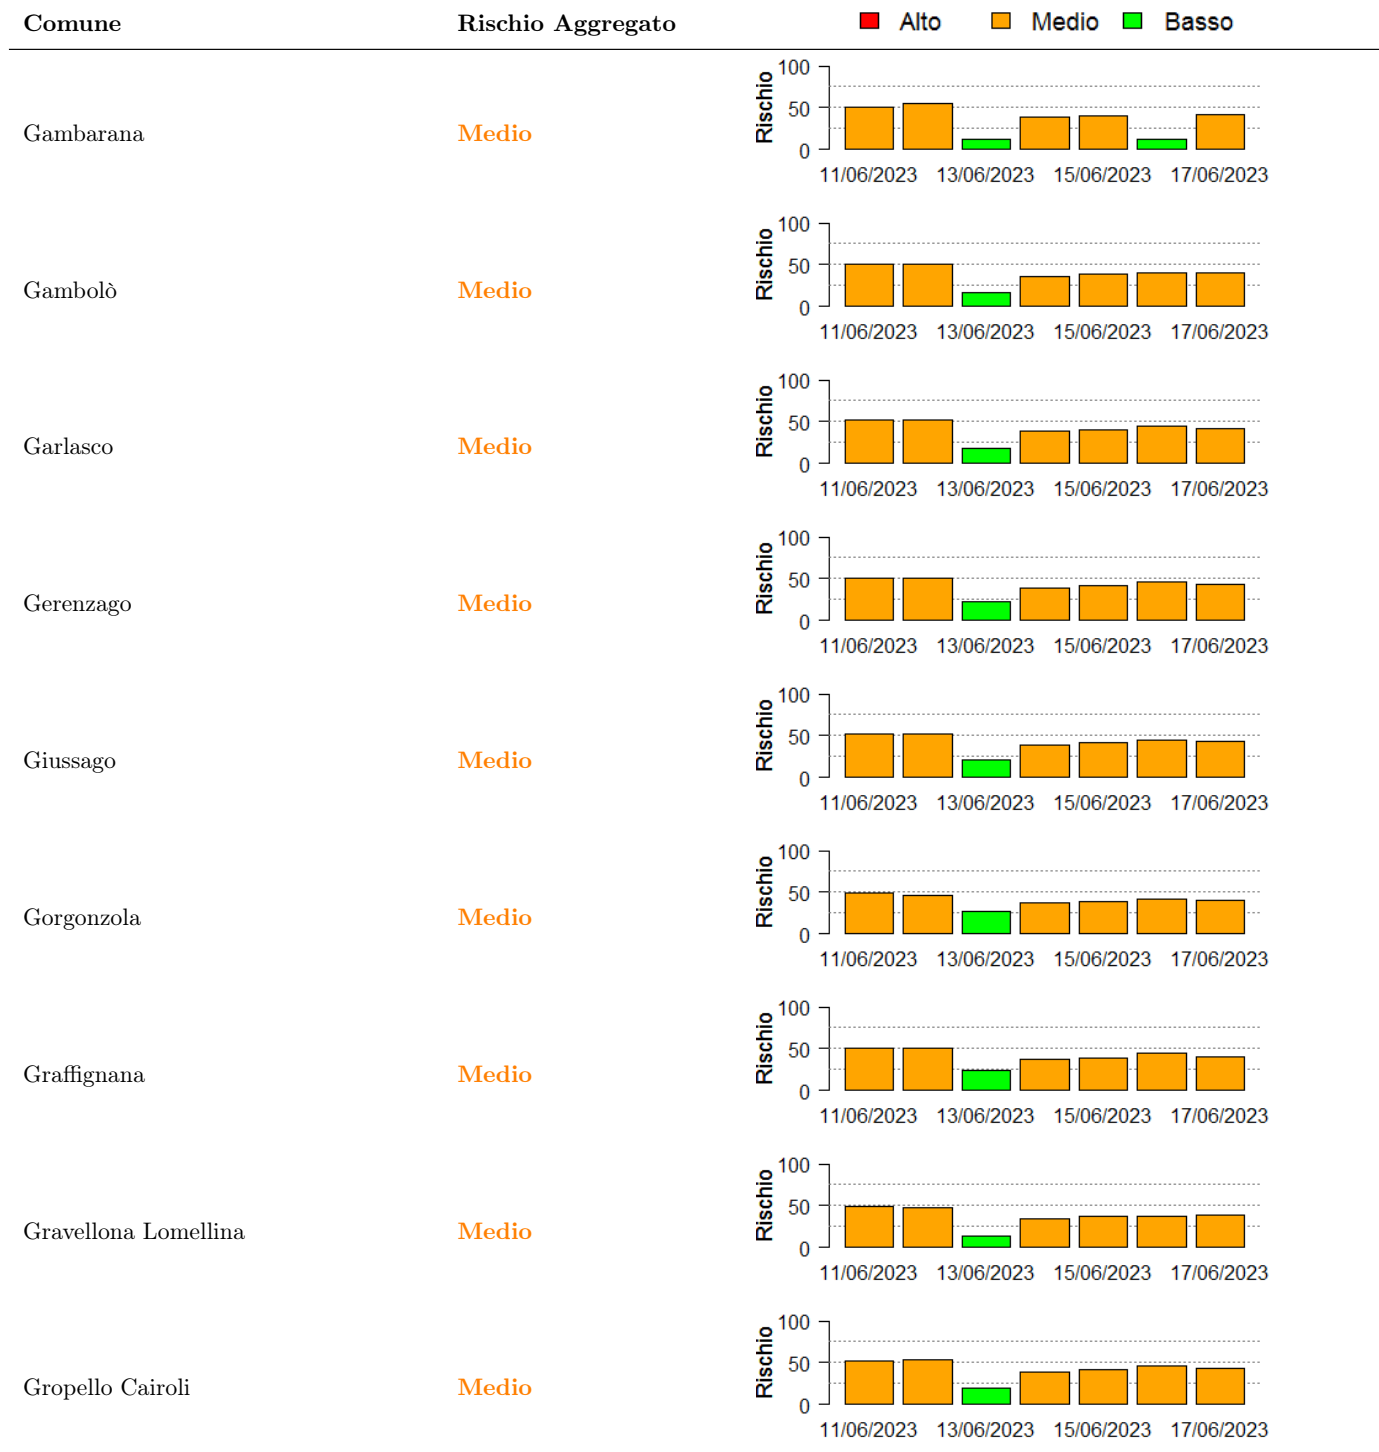 Comune Rischio Aggregato Alto Medio Basso
Gambarana Medio Rischio 100 50 0
11/06/2023 13/06/2023 15/06/2023 17/06/2023
Gambolò Medio Rischio 100 50 0
11/06/2023 13/06/2023 15/06/2023 17/06/2023
Garlasco Medio Rischio 100 50 0
11/06/2023 13/06/2023 15/06/2023 17/06/2023
Gerenzago Medio Rischio 100 50 0
11/06/2023 13/06/2023 15/06/2023 17/06/2023
Giussago Medio Rischio 100 50 0
11/06/2023 13/06/2023 15/06/2023 17/06/2023
Gorgonzola Medio Rischio 100 50 0
11/06/2023 13/06/2023 15/06/2023 17/06/2023
Graffignana Medio Rischio 100 50 0
11/06/2023 13/06/2023 15/06/2023 17/06/2023
Gravellona Lomellina Medio Rischio 100 50 0
11/06/2023 13/06/2023 15/06/2023 17/06/2023
Gropello Cairoli Medio Rischio 100 50 0
11/06/2023 13/06/2023 15/06/2023 17/06/2023